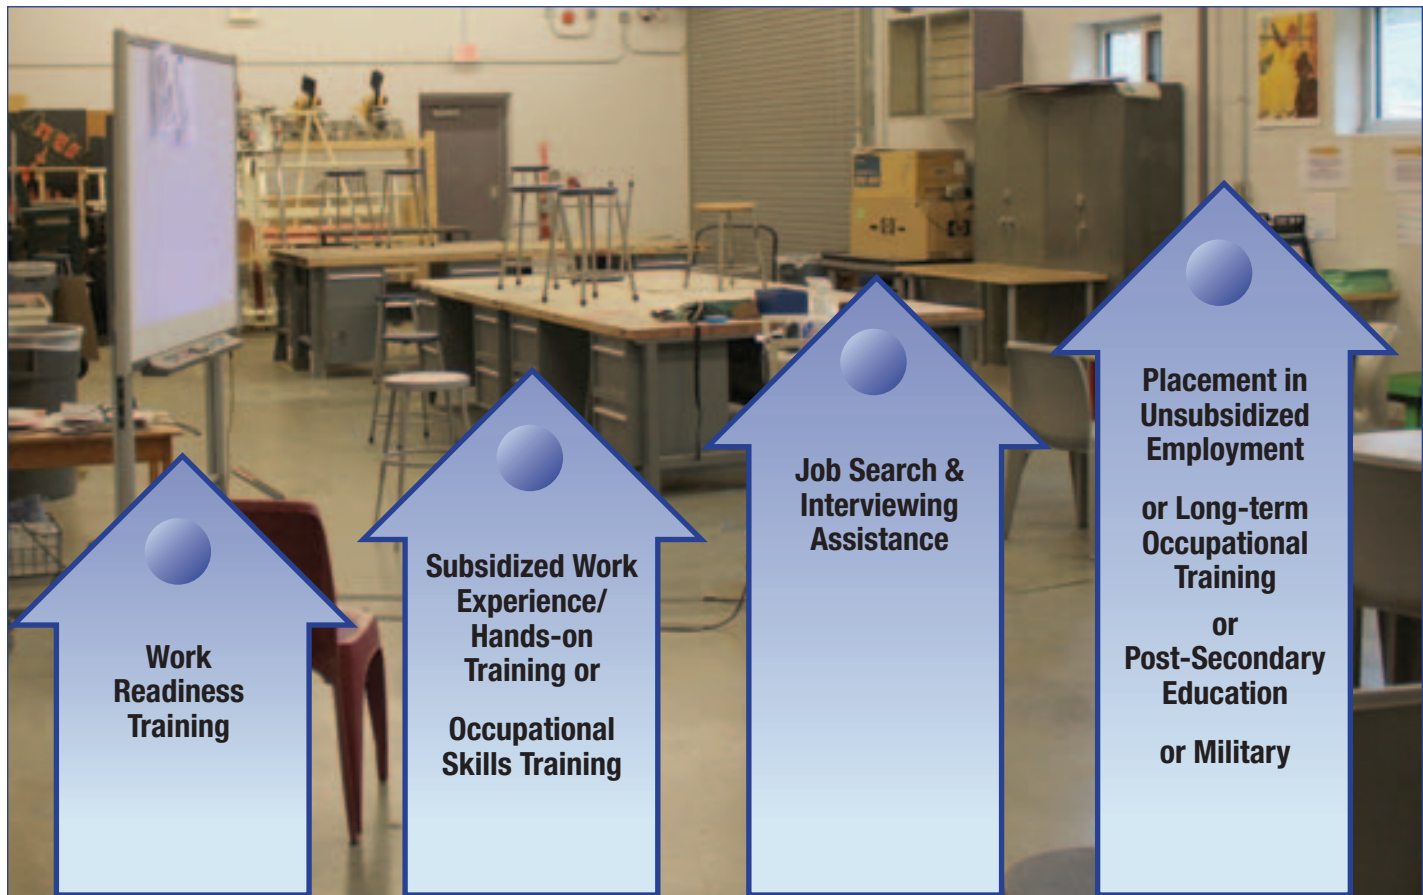 Work
Readiness
Training
Subsidized Work
Experience/
Hands-on
Training or
Occupational
Skills Training
Job Search &
Interviewing
Assistance
Placement in
Unsubsidized
Employment
or Long-term
Occupational
Training
or
Post-Secondary
Education
or Military